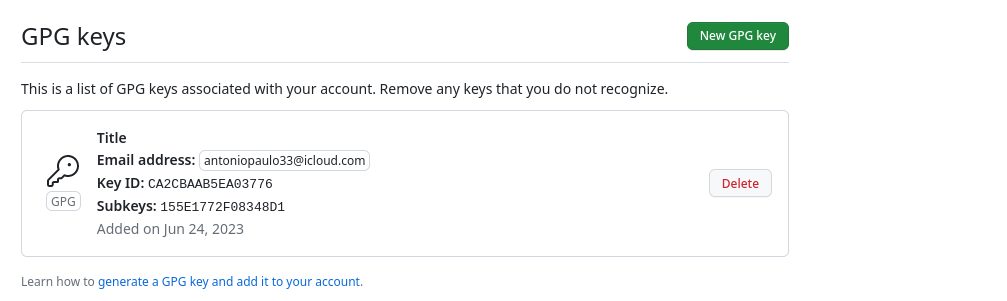 GPG keys
New GPG key
This is a list of GPG keys associated with your account. Remove any keys that you do not recognize.
Title
Email address: antoniopaulo33@icloud.com
Key ID: CA2CBAAB5EA03776
GPG
Subkeys: 155E1772F08348D1
Delete
Added on Jun 24, 2023
Learn how to generate a GPG key and add it to your account.